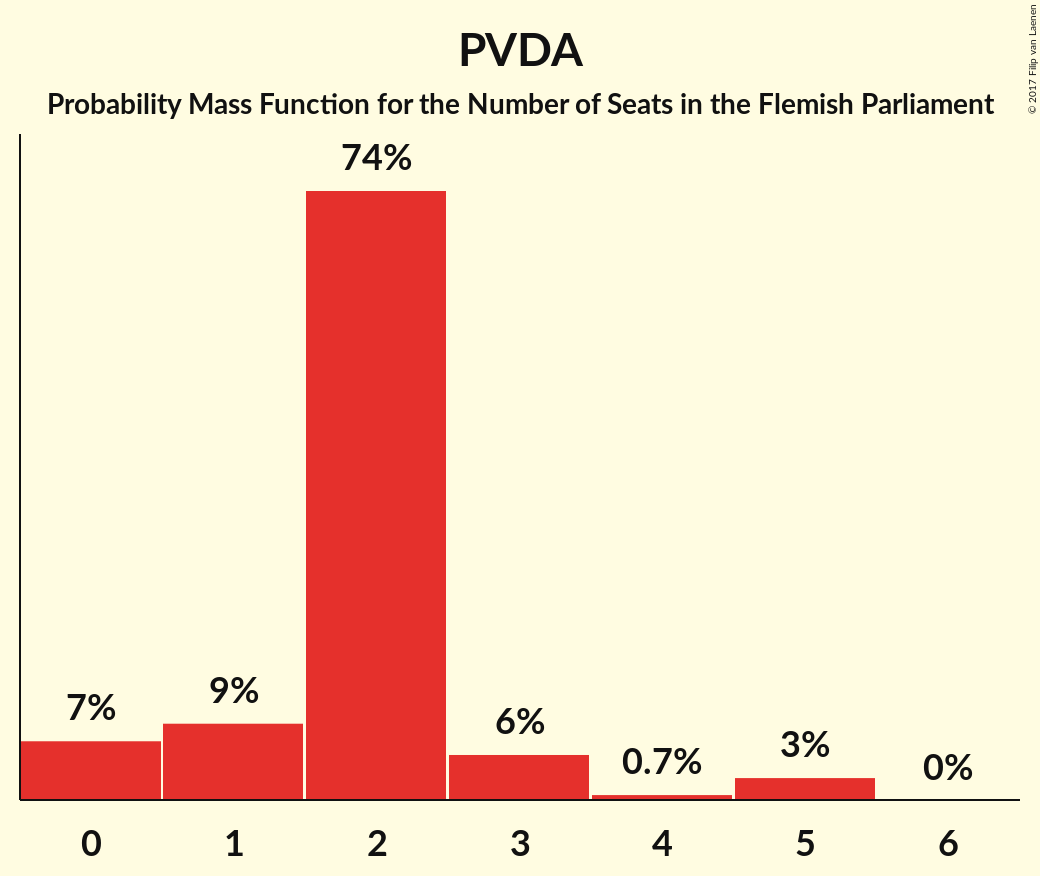 PVDA
Probability Mass Function for the Number of Seats in the Flemish Parliament
© 2017 Filip van Laenen
74%
7%
9%
6%
0.7%
3%
0%
0 1 2 3 4 5 6